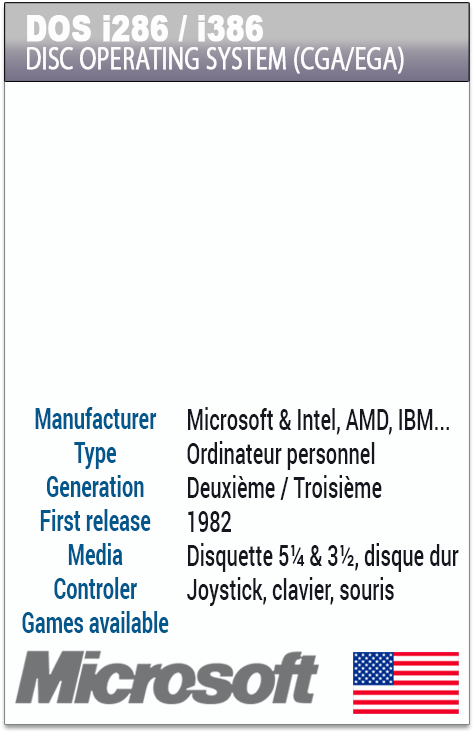 DOS i286 / i386
DISC OPERATING SYSTEM (CGA/EGA)
Manufacturer Microsoft & Intel, AMD, IBM...
Type Ordinateur personnel
Generation Deuxième / Troisième
First release 1982
Media Disquette 5¼ & 3½, disque dur
Controler Joystick, clavier, souris
Games available
Microsoft